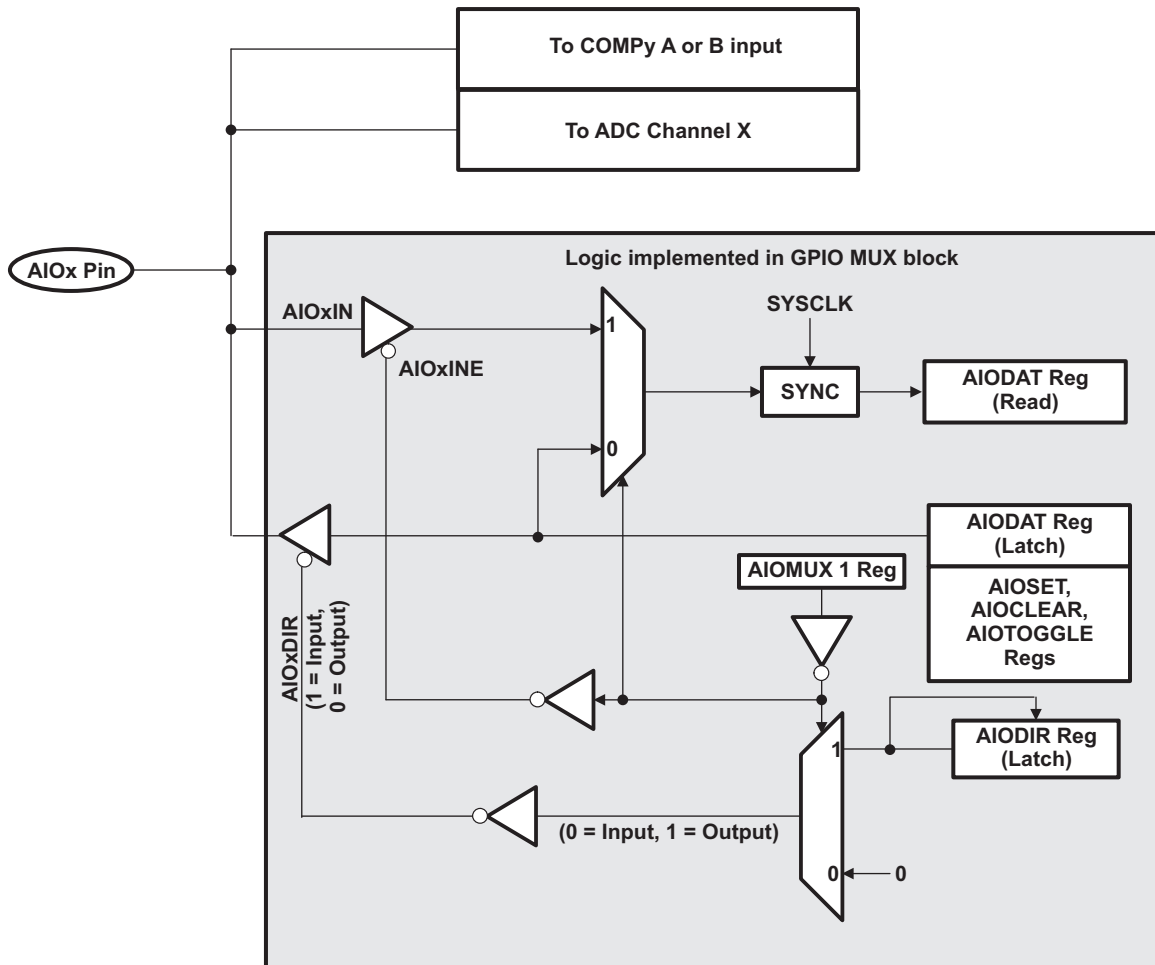 To COMPy A or B input
To ADC Channel X
AIOx Pin
Logic implemented in GPIO MUX block
AIOxIN
AIOxINE
1
0
SYSCLK
SYNC
AIODAT Reg
(Read)
AIODAT Reg
(Latch)
AIOSET,
AIOCLEAR,
AIOTOGGLE
Regs
AIOMUX 1 Reg
AIOxDIR
(1 = Input,
0 = Output)
1
AIODIR Reg
(Latch)
(0 = Input, 1 = Output)
0
0